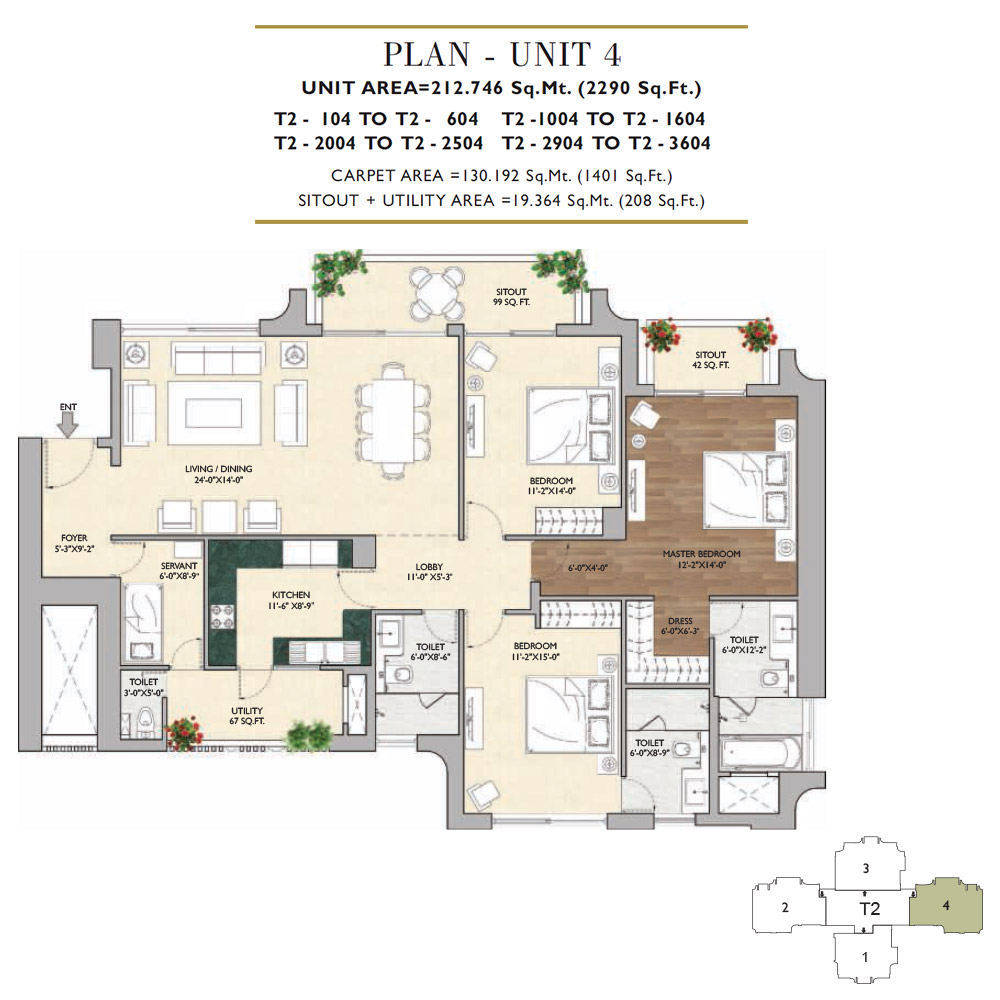 PLAN - UNIT 4
UNIT AREA=212.746 Sq.Mt. (2290 Sq.Ft.)
T2 - 104 TO T2 - 604 T2 -1004 TO T2 - 1604
T2 - 2004 TO T2 - 2504 T2 - 2904 TO T2 - 3604
CARPET AREA =130.192 Sq.Mt. (1401 Sq.Ft.)
SITOUT + UTILITY AREA =19.364 Sq.Mt. (208 Sq.Ft.)
SITOUT
99 SQ. FT.
SITOUT
42 SQ. FT.
ENT
LIVING / DINING
24'-0"X14'-0"
BEDROOM
11'-2"X14'-0"
FOYER
5'-3"X9'-2"
SERVANT
6'-0"X8'-9"
LOBBY
11'-0" X5'-3"
6'-0"X4'-0"
MASTER BEDROOM
12'-2"X14'-0"
KITCHEN
11'-6" X8'-9"
DRESS
6'-0"X6'-3"
TOILET
6'-0"X8'-6"
BEDROOM
11'-2"X15'-0"
TOILET
6'-0"X12'-2"
TOILET
3'-0"X5'-0"
UTILITY
67 SQ.FT.
TOILET
6'-0"X8'-9"
3
2
T2
4
1